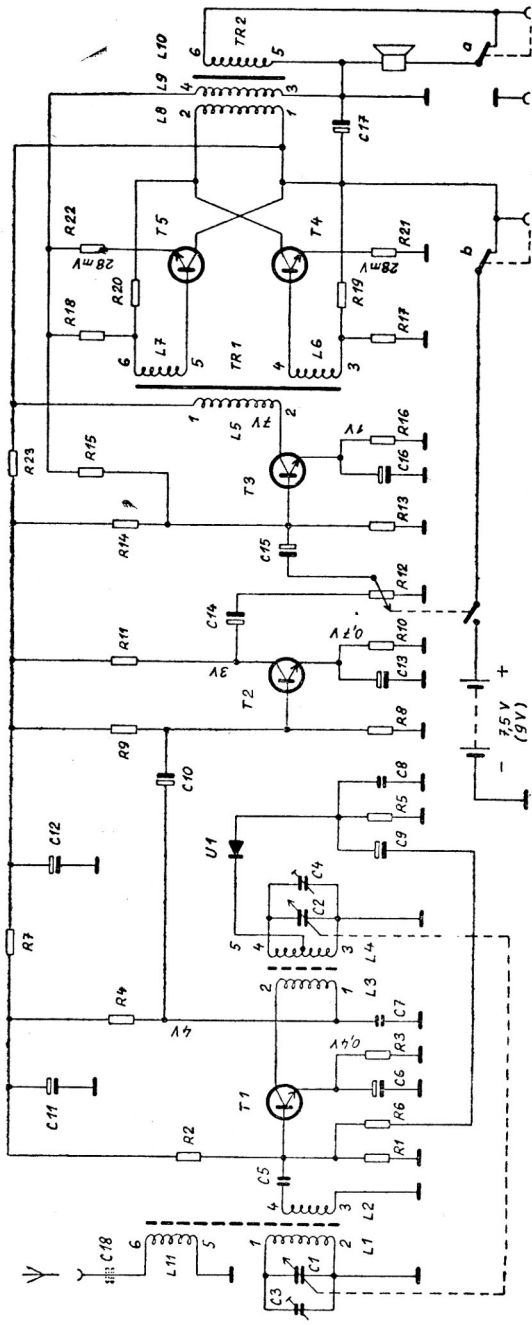 C18
6
L11
5
C3
C1
1
2
L1
4
3
L2
C5
R2
T1
R1
R6
C6
R3
0,4V
C7
C11
R4
4V
R7
2
1
L3
5
4
3
L4
C2
C4
U1
C9
R5
C8
C12
C10
R9
R8
T2
R11
3V
C13
R10
0,7V
C14
R12
C15
R14
R13
R15
R23
T3
C16
R16
1V
1
L5
7V
2
TR1
6
L7
5
4
L6
3
R18
R20
R22
28mV
T5
T4
R19
R17
R21
28mV
L8
2
1
L9
4
3
L10
6
5
TR2
C17
a
b
- +
7,5 V
(9V)